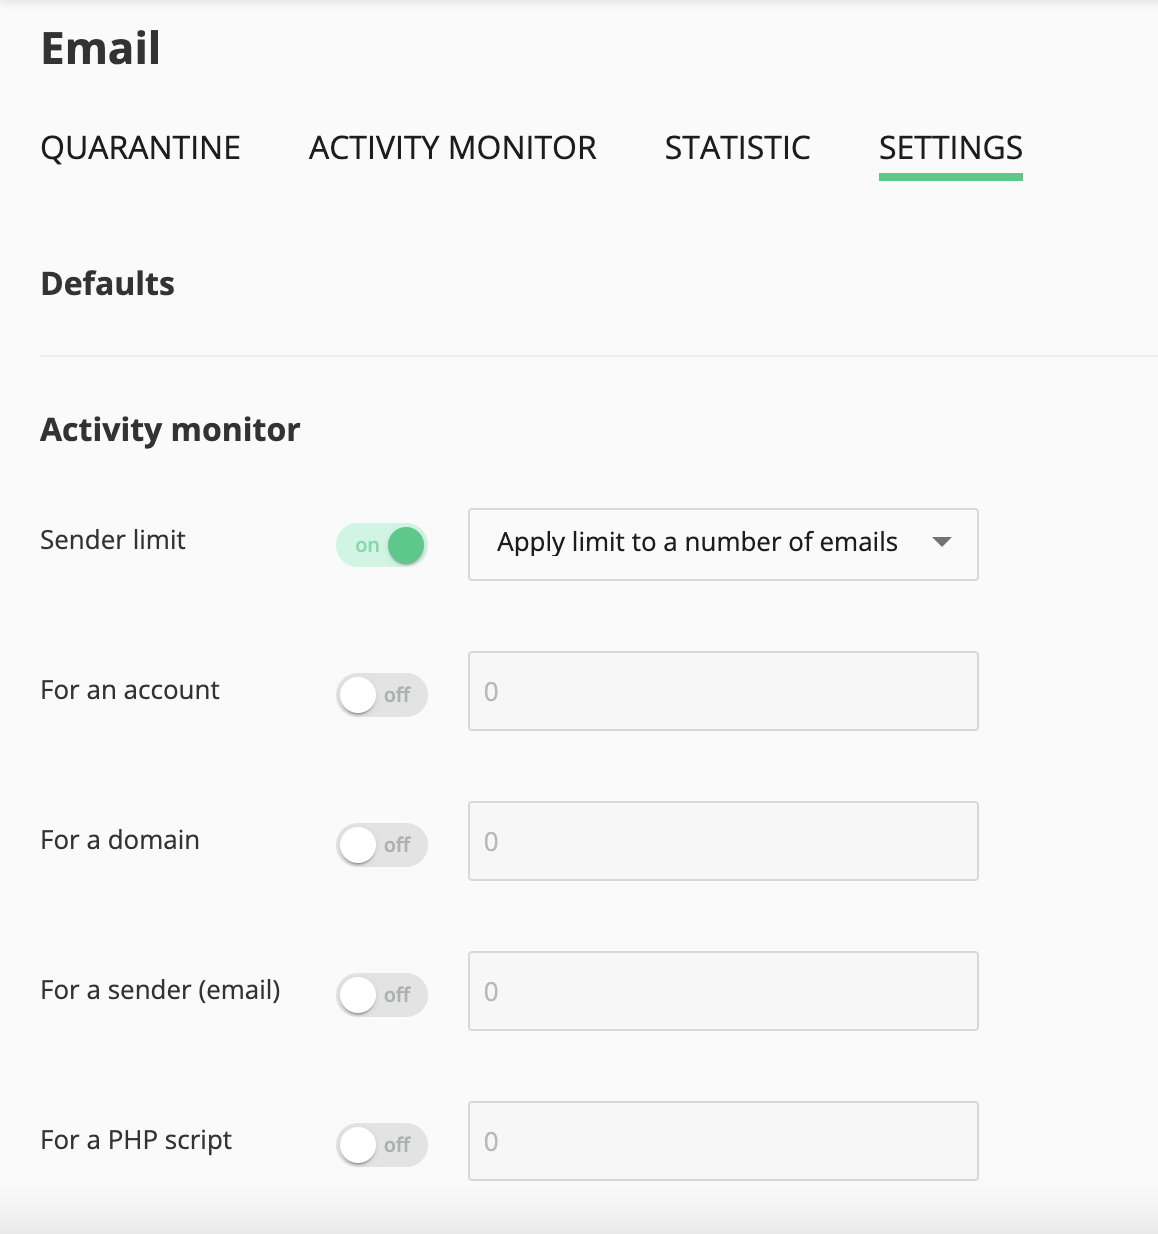 Email
QUARANTINE ACTIVITY MONITOR STATISTIC SETTINGS
Defaults
Activity monitor
Sender limit on Apply limit to a number of emails
For an account off 0
For a domain off 0
For a sender (email) off 0
For a PHP script off 0